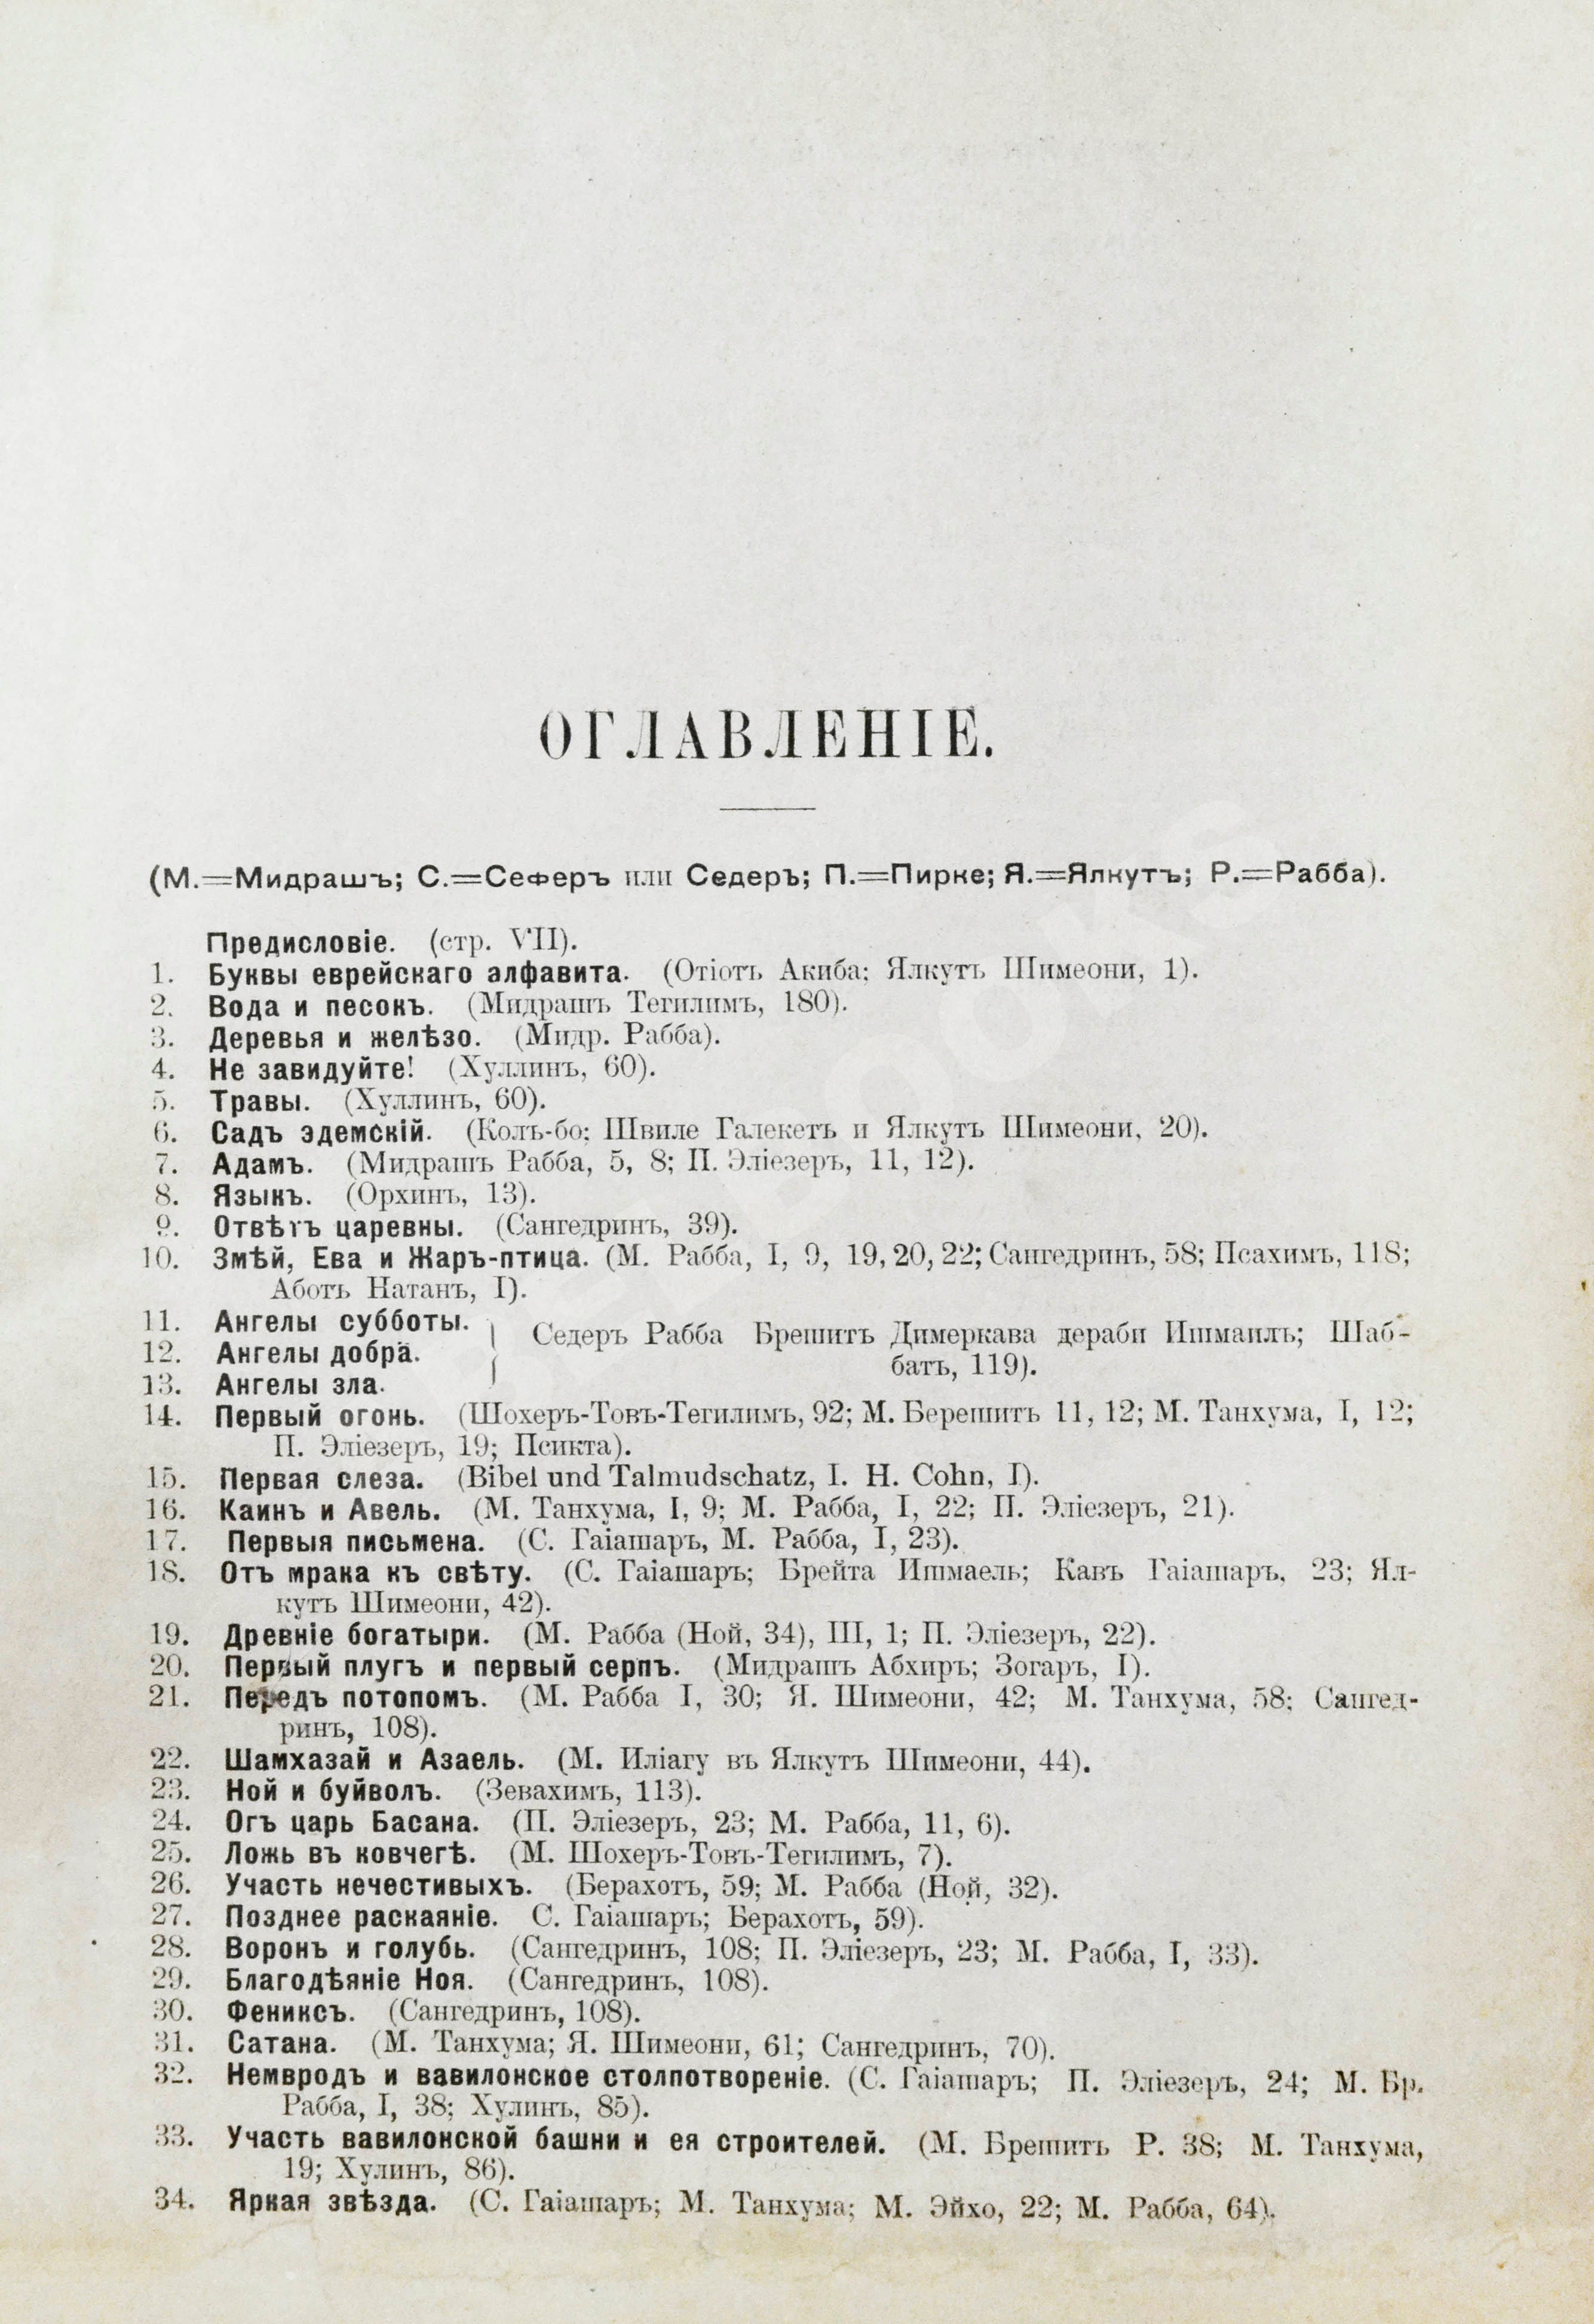 ОГЛАВЛЕНІЕ.
(М.=Мидрашъ; С.=Сеферъ или Седеръ; П.=Пирке; Я.=Ялкутъ; Р.=Рабба).
Предисловіе. (стр. VII).
1. Буквы еврейскаго алфавита. (Отіотъ Акиба; Ялкутъ Шимеони, 1).
2. Вода и песокъ. (Мидрашъ Тегилимъ, 180).
3. Деревья и желѣзо. (Мидр. Рабба).
4. Не завидуйте! (Хуллинъ, 60).
5. Травы. (Хуллинъ, 60).
6. Садъ эдемскій. (Колъ-бо; Швиле Галекетъ и Ялкутъ Шимеони, 20).
7. Адамъ. (Мидрашъ Рабба, 5, 8; П. Эліезеръ, 11, 12).
8. Языкъ. (Орхинъ, 13).
9. Отвѣтъ царевны. (Сангедринъ, 39).
10. Змѣй, Ева и Жаръ-птица. (М. Рабба, I, 9, 19, 20, 22; Сангедринъ, 58; Псахимъ, 118;
Аботъ Натанъ, I).
11. Ангелы субботы.
12. Ангелы добра.
13. Ангелы зла.
Седеръ Рабба Брешитъ Димеркава дераби Ишмаилъ; Шаб-
батъ, 119).
14. Первый огонь. (Шохеръ-Товъ-Тегилимъ, 92; М. Берешитъ 11, 12; М. Танхума, I, 12;
П. Эліезеръ, 19; Псикта).
15. Первая слеза. (Bibel und Talmudschatz, I. H. Cohn, I).
16. Каинъ и Авель. (М. Танхума, I, 9; М. Рабба, I, 22; П. Эліезеръ, 21).
17. Первыя письмена. (С. Гаіашаръ, М. Рабба, I, 23).
18. Отъ мрака къ свѣту. (С. Гаіашаръ; Брейта Ишмаель; Кавъ Гаіашаръ, 23; Ял-
кутъ Шимеони, 42).
19. Древніе богатыри. (М. Рабба (Ной, 34), III, 1; П. Эліезеръ, 22).
20. Первый плугъ и первый серпъ. (Мидрашъ Абхиръ; Зогаръ, I).
21. Передъ потопомъ. (М. Рабба I, 30; Я. Шимеони, 42; М. Танхума, 58; Сангед-
ринъ, 108).
22. Шамхазай и Азаель. (М. Иліагу въ Ялкутъ Шимеони, 44).
23. Ной и буйволъ. (Зевахимъ, 113).
24. Огъ царь Басана. (П. Эліезеръ, 23; М. Рабба, 11, 6).
25. Ложь въ ковчегѣ. (М. Шохеръ-Товъ-Тегилимъ, 7).
26. Участь нечестивыхъ. (Берахотъ, 59; М. Рабба (Ной, 32).
27. Позднее раскаяніе. С. Гаіашаръ; Берахотъ, 59).
28. Воронъ и голубь. (Сангедринъ, 108; П. Эліезеръ, 23; М. Рабба, I, 33).
29. Благодѣяніе Ноя. (Сангедринъ, 108).
30. Фениксъ. (Сангедринъ, 108).
31. Сатана. (М. Танхума; Я. Шимеони, 61; Сангедринъ, 70).
32. Немвродъ и вавилонское столпотвореніе. (С. Гаіашаръ; П. Эліезеръ, 24; М. Бр.
Рабба, I, 38; Хулинъ, 85).
33. Участь вавилонской башни и ея строителей. (М. Брешитъ Р. 38; М. Танхума,
19; Хулинъ, 86).
34. Яркая звѣзда. (С. Гаіашаръ; М. Танхума; М. Эйхо, 22; М. Рабба, 64).